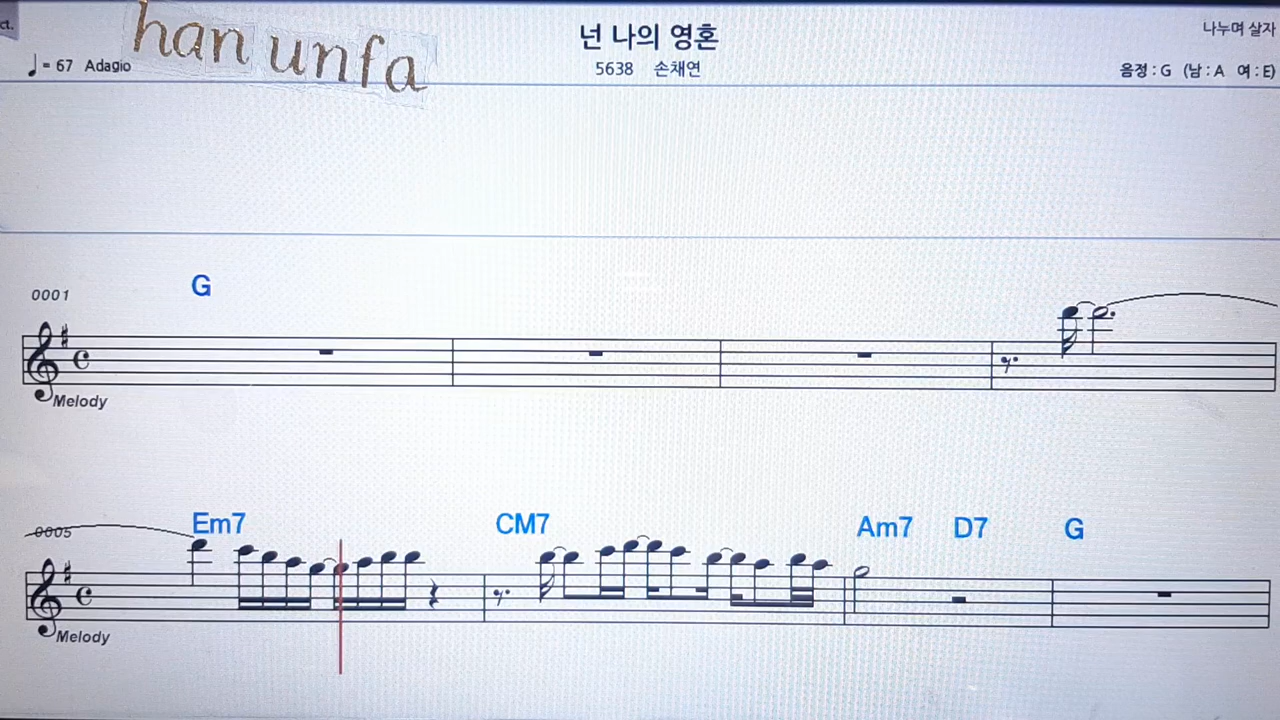 ct.
han unfa
넌 나의 영혼
나누며 살자
♩= 67 Adagio
5638 손채연
음정 : G (남 : A 여 : E)
0001
G
Melody
0005
Em7 CM7 Am7 D7 G
Melody